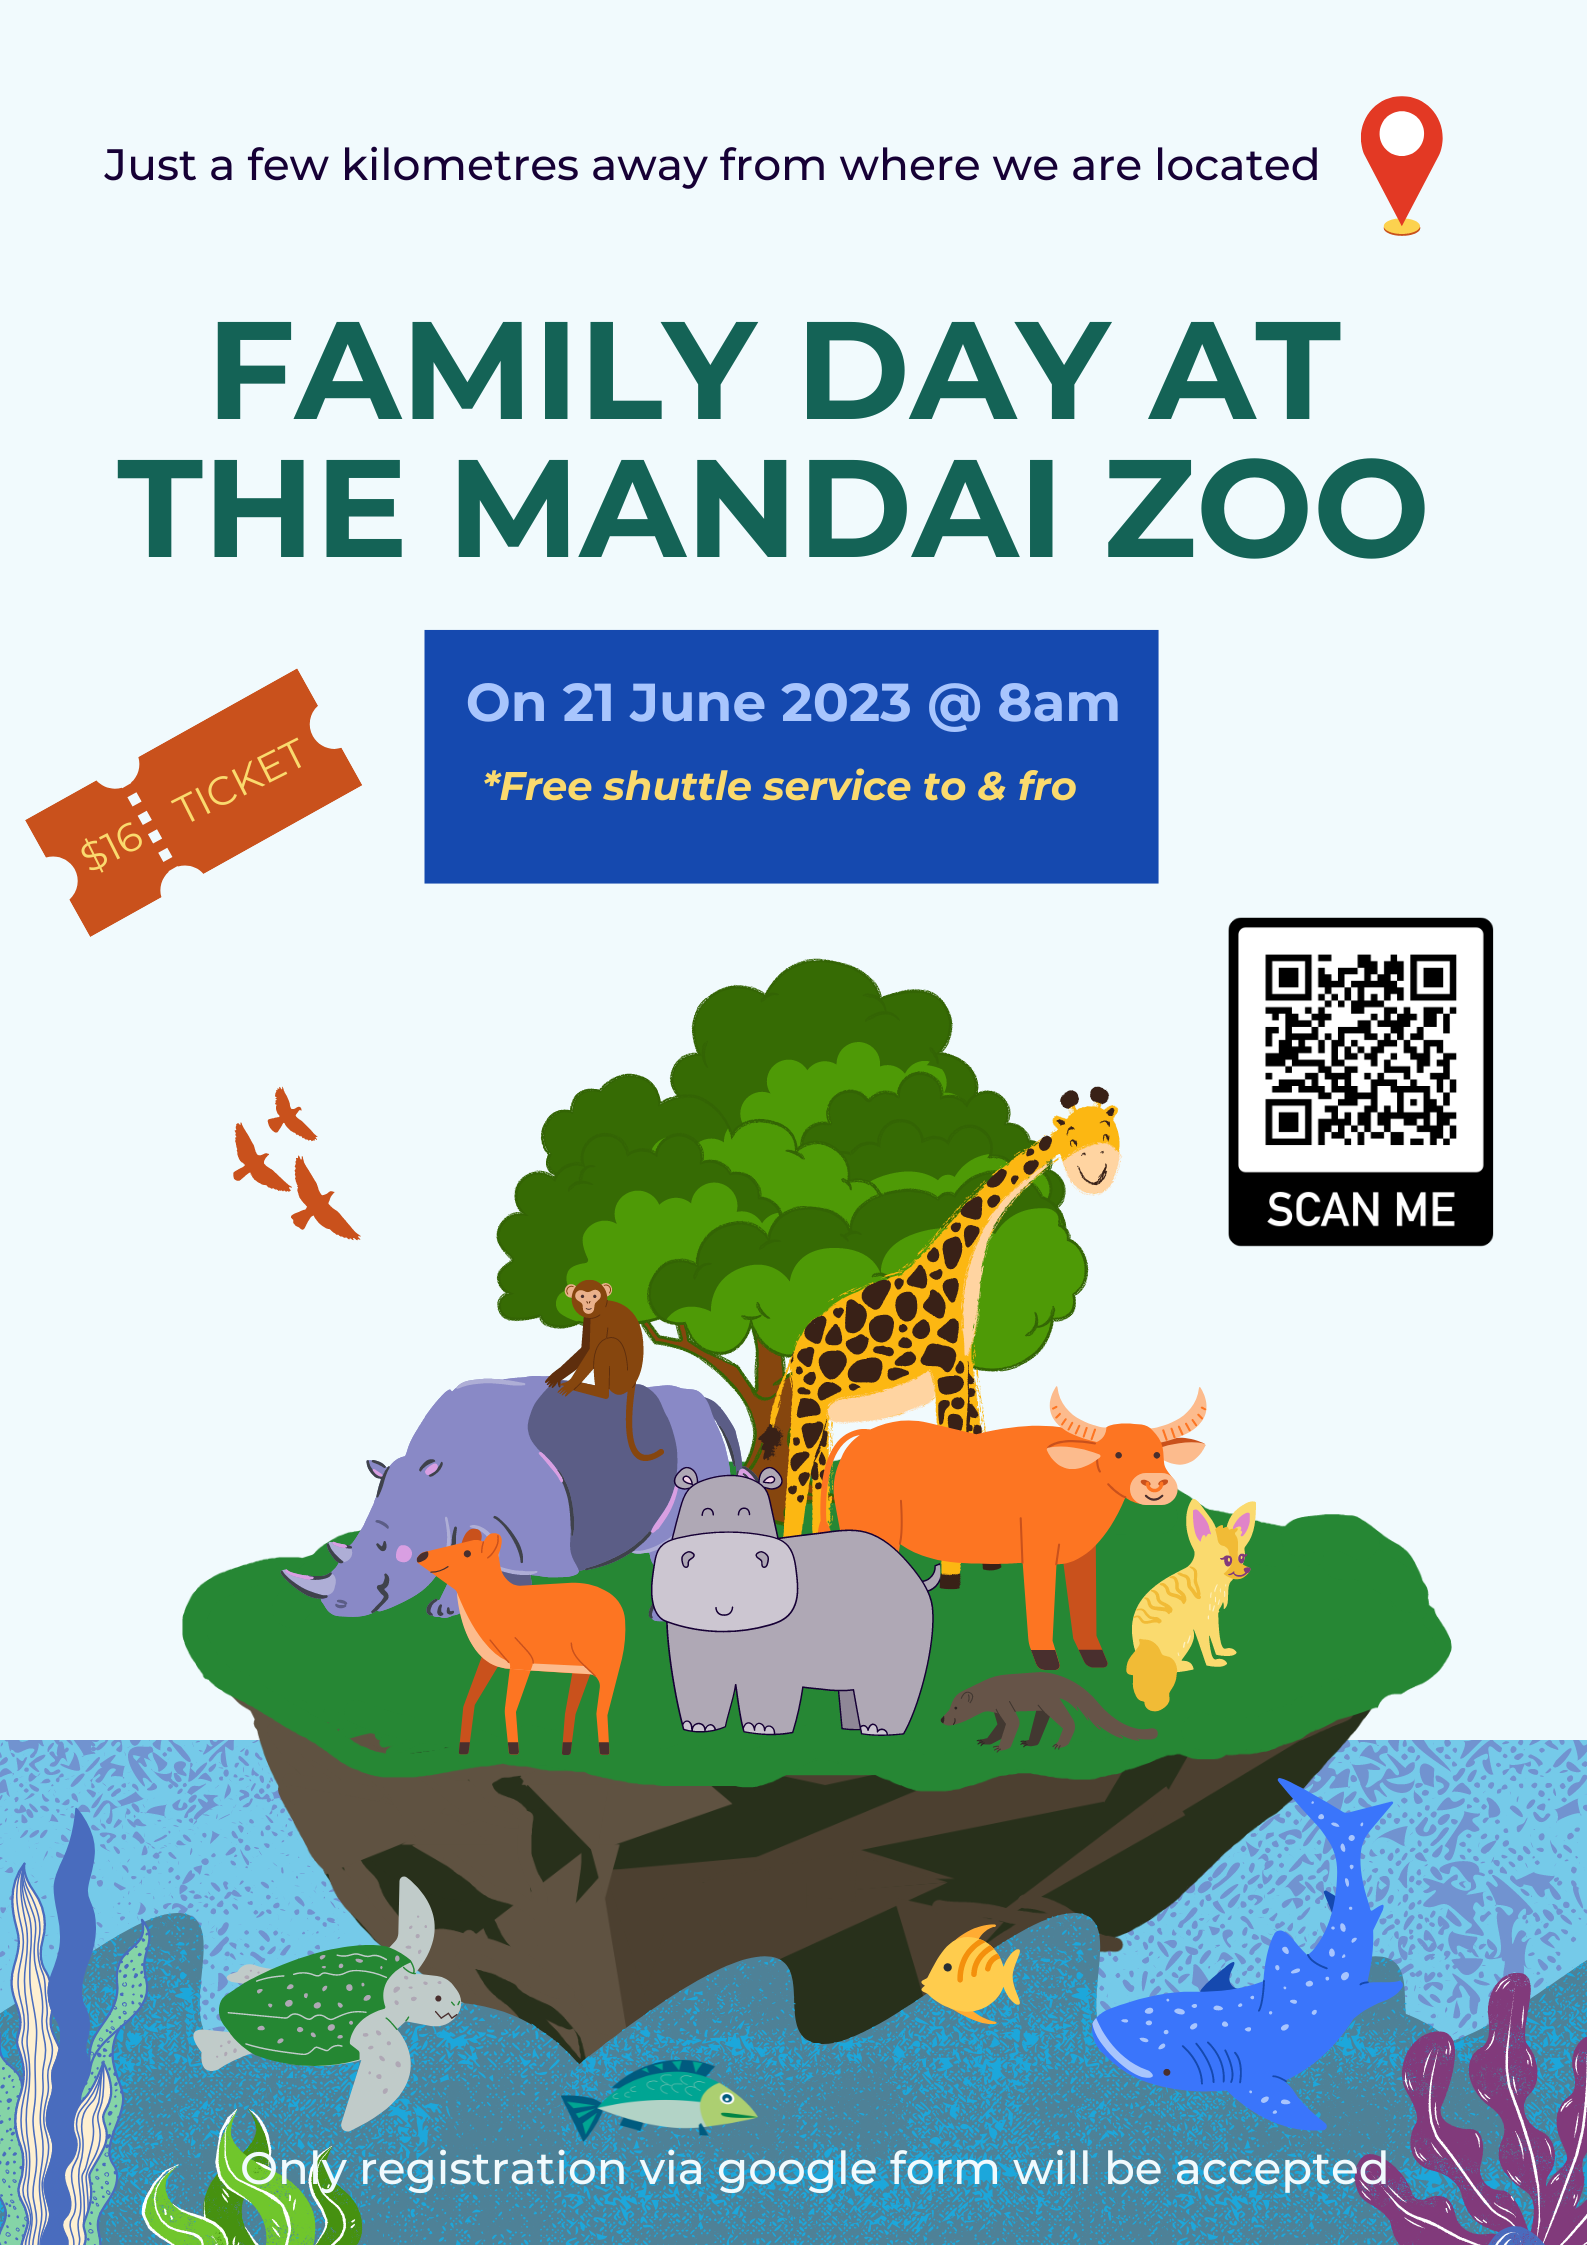 Just a few kilometres away from where we are located
FAMILY DAY AT
THE MANDAI ZOO
On 21 June 2023 @ 8am
*Free shuttle service to & fro
$16 TICKET
SCAN ME
Only registration via google form will be accepted